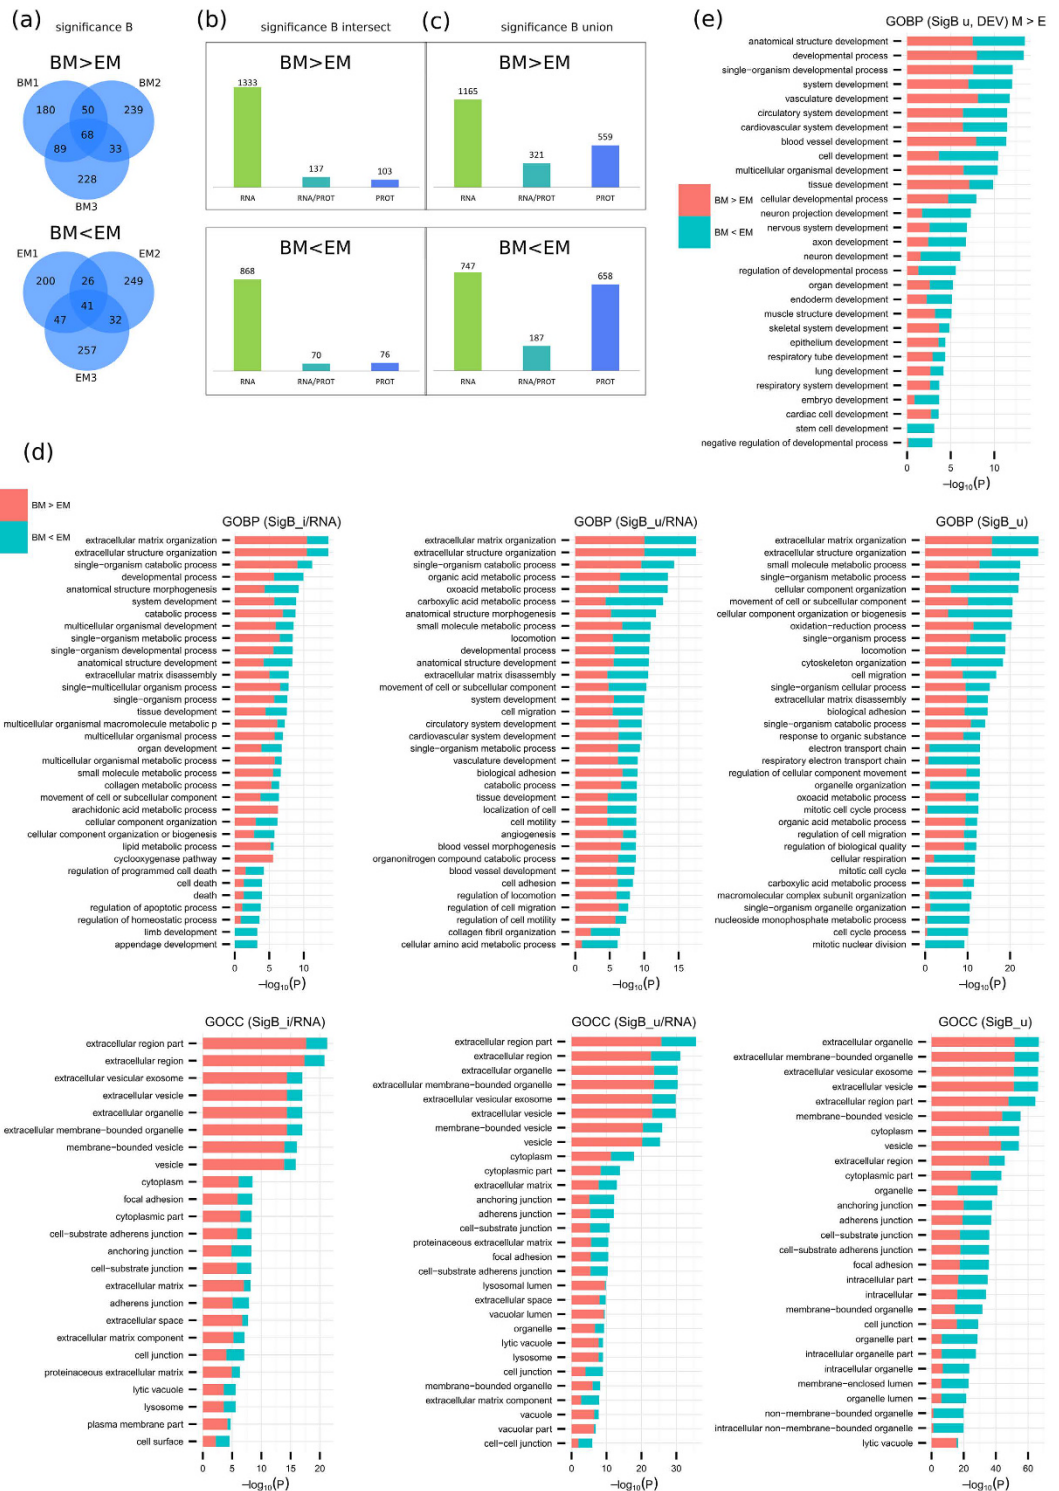 (a)
significance B
BM>EM
BM1
BM2
180
50
239
68
89
33
228
BM3
BM<EM
EM1
EM2
200
26
249
41
47
32
257
EM3
(b)
significance B intersect
BM>EM
1333
137
103
RNA
RNA/PROT
PROT
BM<EM
868
70
76
RNA
RNA/PROT
PROT
(c)
significance B union
BM>EM
1165
321
559
RNA
RNA/PROT
PROT
BM<EM
747
187
658
RNA
RNA/PROT
PROT
(e)
GOBP (SigB u, DEV) M > E
anatomical structure development
developmental process
single-organism developmental process
system development
vasculature development
circulatory system development
cardiovascular system development
blood vessel development
cell development
multicellular organismal development
tissue development
cellular developmental process
neuron projection development
nervous system development
axon development
neuron development
regulation of developmental process
organ development
endoderm development
muscle structure development
skeletal system development
epithelium development
respiratory tube development
lung development
respiratory system development
embryo development
cardiac cell development
stem cell development
negative regulation of developmental process
0 5 10
−log10(P)
BM > EM
BM < EM
(d)
BM > EM
BM < EM
GOBP (SigB_i/RNA)
extracellular matrix organization
extracellular structure organization
single-organism catabolic process
developmental process
anatomical structure morphogenesis
system development
catabolic process
multicellular organismal development
single-organism metabolic process
single-organism developmental process
anatomical structure development
extracellular matrix disassembly
single-multicellular organism process
single-organism process
tissue development
multicellular organismal macromolecule metabolic p
multicellular organismal process
organ development
multicellular organismal metabolic process
small molecule metabolic process
collagen metabolic process
movement of cell or subcellular component
arachidonic acid metabolic process
cellular component organization
cellular component organization or biogenesis
lipid metabolic process
cyclooxygenase pathway
regulation of programmed cell death
cell death
death
regulation of apoptotic process
regulation of homeostatic process
limb development
appendage development
0 5 10
−log10(P)
GOBP (SigB_u/RNA)
extracellular matrix organization
extracellular structure organization
single-organism catabolic process
organic acid metabolic process
oxoacid metabolic process
carboxylic acid metabolic process
anatomical structure morphogenesis
small molecule metabolic process
locomotion
developmental process
anatomical structure development
extracellular matrix disassembly
movement of cell or subcellular component
system development
cell migration
circulatory system development
cardiovascular system development
single-organism metabolic process
vasculature development
biological adhesion
catabolic process
tissue development
localization of cell
cell motility
angiogenesis
blood vessel morphogenesis
organonitrogen compound catabolic process
blood vessel development
cell adhesion
regulation of locomotion
regulation of cell migration
regulation of cell motility
collagen fibril organization
cellular amino acid metabolic process
0 5 10 15
−log10(P)
GOBP (SigB_u)
extracellular matrix organization
extracellular structure organization
small molecule metabolic process
single-organism metabolic process
cellular component organization
movement of cell or subcellular component
cellular component organization or biogenesis
oxidation-reduction process
single-organism process
locomotion
cytoskeleton organization
cell migration
single-organism cellular process
extracellular matrix disassembly
biological adhesion
single-organism catabolic process
response to organic substance
electron transport chain
respiratory electron transport chain
regulation of cellular component movement
organelle organization
oxoacid metabolic process
mitotic cell cycle process
organic acid metabolic process
regulation of cell migration
regulation of biological quality
cellular respiration
mitotic cell cycle
carboxylic acid metabolic process
macromolecular complex subunit organization
single-organism organelle organization
nucleoside monophosphate metabolic process
cell cycle process
mitotic nuclear division
0 10 20
−log10(P)
GOCC (SigB_i/RNA)
extracellular region part
extracellular region
extracellular vesicular exosome
extracellular vesicle
extracellular organelle
extracellular membrane-bounded organelle
membrane-bounded vesicle
vesicle
cytoplasm
focal adhesion
cytoplasmic part
cell-substrate adherens junction
anchoring junction
cell-substrate junction
extracellular matrix
adherens junction
extracellular space
extracellular matrix component
cell junction
proteinaceous extracellular matrix
lytic vacuole
lysosome
plasma membrane part
cell surface
0 5 10 15 20
−log10(P)
GOCC (SigB_u/RNA)
extracellular region part
extracellular region
extracellular organelle
extracellular membrane-bounded organelle
extracellular vesicular exosome
extracellular vesicle
membrane-bounded vesicle
vesicle
cytoplasm
cytoplasmic part
extracellular matrix
anchoring junction
adherens junction
cell-substrate junction
proteinaceous extracellular matrix
focal adhesion
cell-substrate adherens junction
lysosomal lumen
extracellular space
vacuolar lumen
organelle
lytic vacuole
lysosome
cell junction
membrane-bounded organelle
extracellular matrix component
vacuole
vacuolar part
cell-cell junction
0 10 20 30
−log10(P)
GOCC (SigB_u)
extracellular organelle
extracellular membrane-bounded organelle
extracellular vesicular exosome
extracellular vesicle
extracellular region part
membrane-bounded vesicle
cytoplasm
vesicle
extracellular region
cytoplasmic part
organelle
anchoring junction
adherens junction
cell-substrate junction
cell-substrate adherens junction
focal adhesion
intracellular part
intracellular
membrane-bounded organelle
cell junction
organelle part
intracellular organelle part
intracellular organelle
membrane-enclosed lumen
organelle lumen
non-membrane-bounded organelle
intracellular non-membrane-bounded organelle
lytic vacuole
0 20 40 60
−log10(P)